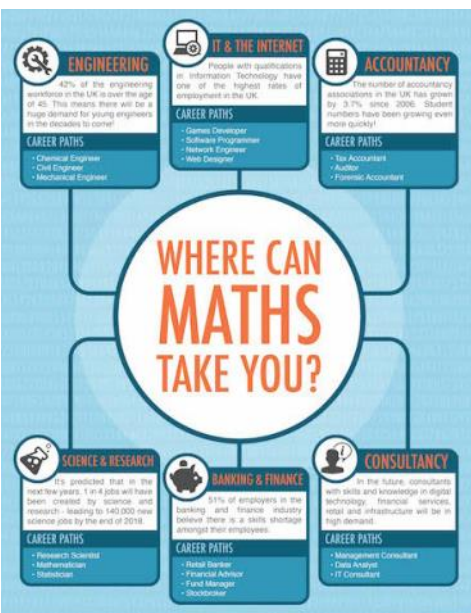 ENGINEERING
42% of the engineering
workforce in the UK is over the age
of 45. This means there will be a
huge demand for young engineers
in the decades to come!
CAREER PATHS
• Chemical Engineer
• Civil Engineer
• Mechanical Engineer
IT & THE INTERNET
People with qualifications
in Information Technology have
one of the highest rates of
employment in the UK.
CAREER PATHS
• Games Developer
• Software Programmer
• Network Engineer
• Web Designer
ACCOUNTANCY
The number of accountancy
associations in the UK has grown
by 3.7% since 2006. Student
numbers have been growing even
more quickly!
CAREER PATHS
• Tax Accountant
• Auditor
• Forensic Accountant
WHERE CAN
MATHS
TAKE YOU?
SCIENCE & RESEARCH
It's predicted that in the
next few years, 1 in 4 jobs will have
been created by science and
research - leading to 140,000 new
science jobs by the end of 2018.
CAREER PATHS
• Research Scientist
• Mathematician
• Statistician
BANKING & FINANCE
51% of employers in the
banking and finance industry
believe there is a skills shortage
amongst their employees.
CAREER PATHS
• Retail Banker
• Financial Advisor
• Fund Manager
• Stockbroker
CONSULTANCY
In the future, consultants
with skills and knowledge in digital
technology, financial services,
retail and infrastructure will be in
high demand.
CAREER PATHS
• Management Consultant
• Data Analyst
• IT Consultant